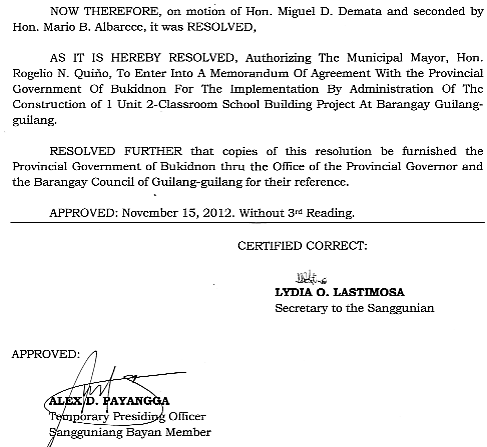 NOW THEREFORE, on motion of Hon. Miguel D. Demata and seconded by
Hon. Mario B. Albarece, it was RESOLVED,
AS IT IS HEREBY RESOLVED, Authorizing The Municipal Mayor, Hon.
Rogelio N. Quiño, To Enter Into A Memorandum Of Agreement With the Provincial
Government Of Bukidnon For The Implementation By Administration Of The
Construction of 1 Unit 2-Classroom School Building Project At Barangay Guilang-
guilang.
RESOLVED FURTHER that copies of this resolution be furnished the
Provincial Government of Bukidnon thru the Office of the Provincial Governor and
the Barangay Council of Guilang-guilang for their reference.
APPROVED: November 15, 2012. Without 3rd Reading.
CERTIFIED CORRECT:
LYDIA O. LASTIMOSA
Secretary to the Sanggunian
APPROVED:
ALEX D. PAYANGGA
Temporary Presiding Officer
Sangguniang Bayan Member